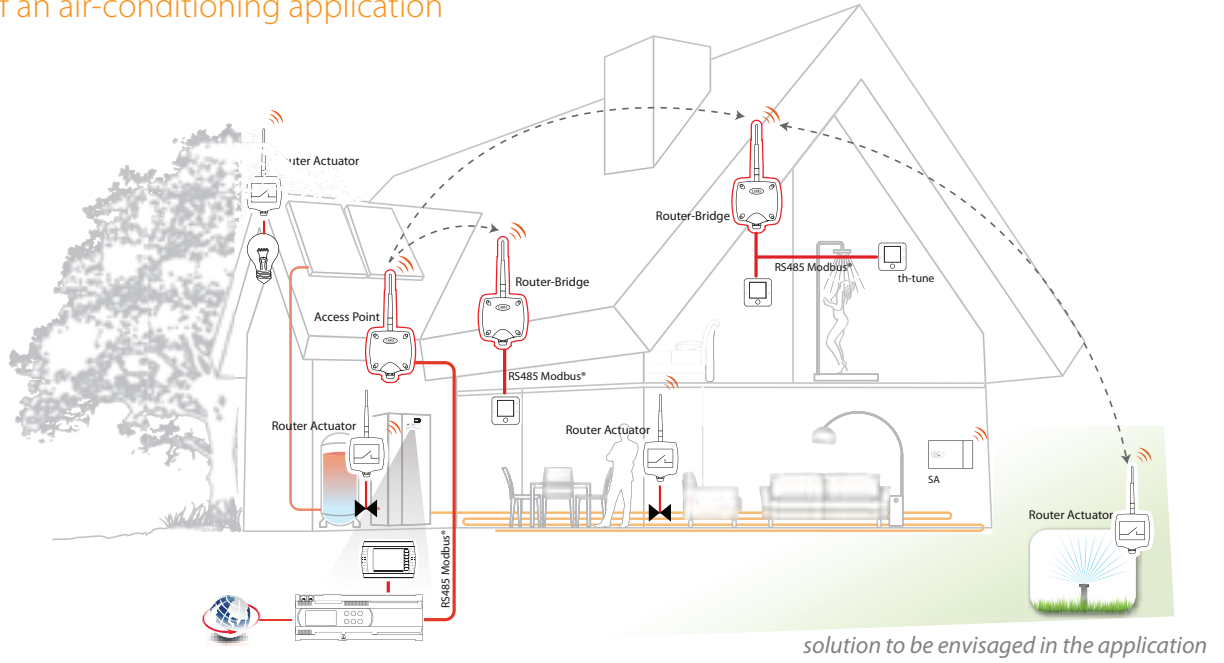 f an air-conditioning application
uter Actuator
Router-Bridge
RS485 Modbus®
th-tune
Router-Bridge
Access Point
RS485 Modbus®
Router Actuator
Router Actuator
SA
Router Actuator
RS485 Modbus®
solution to be envisaged in the application